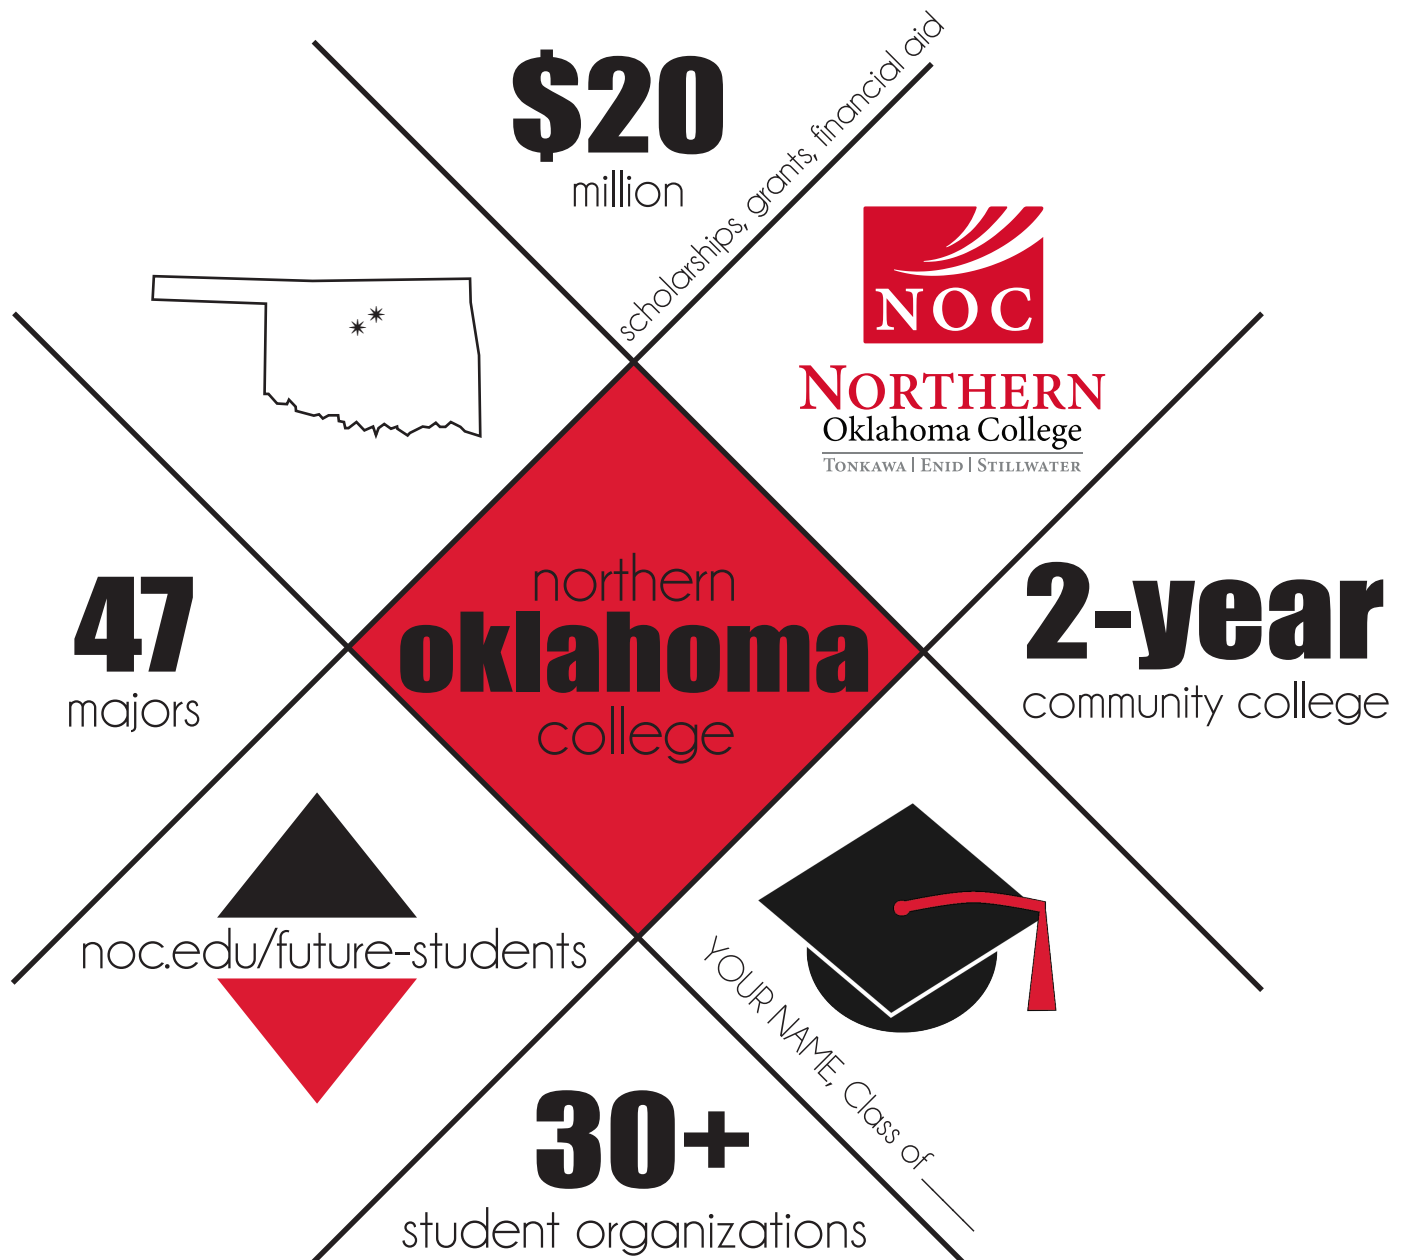 $20
million
scholarships, grants, financial aid
NOC
NORTHERN
Oklahoma College
TONKAWA | ENID | STILLWATER
northern
oklahoma
college
47
majors
2-year
community college
noc.edu/future-students
YOUR NAME, Class of ____
30+
student organizations